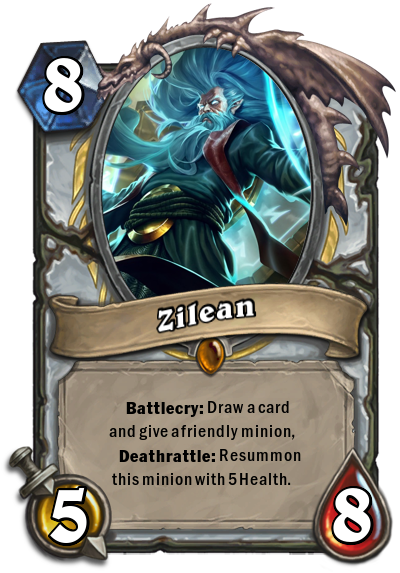 8
Zilean
Battlecry: Draw a card
and give a friendly minion,
Deathrattle: Resummon
this minion with 5 Health.
5
8